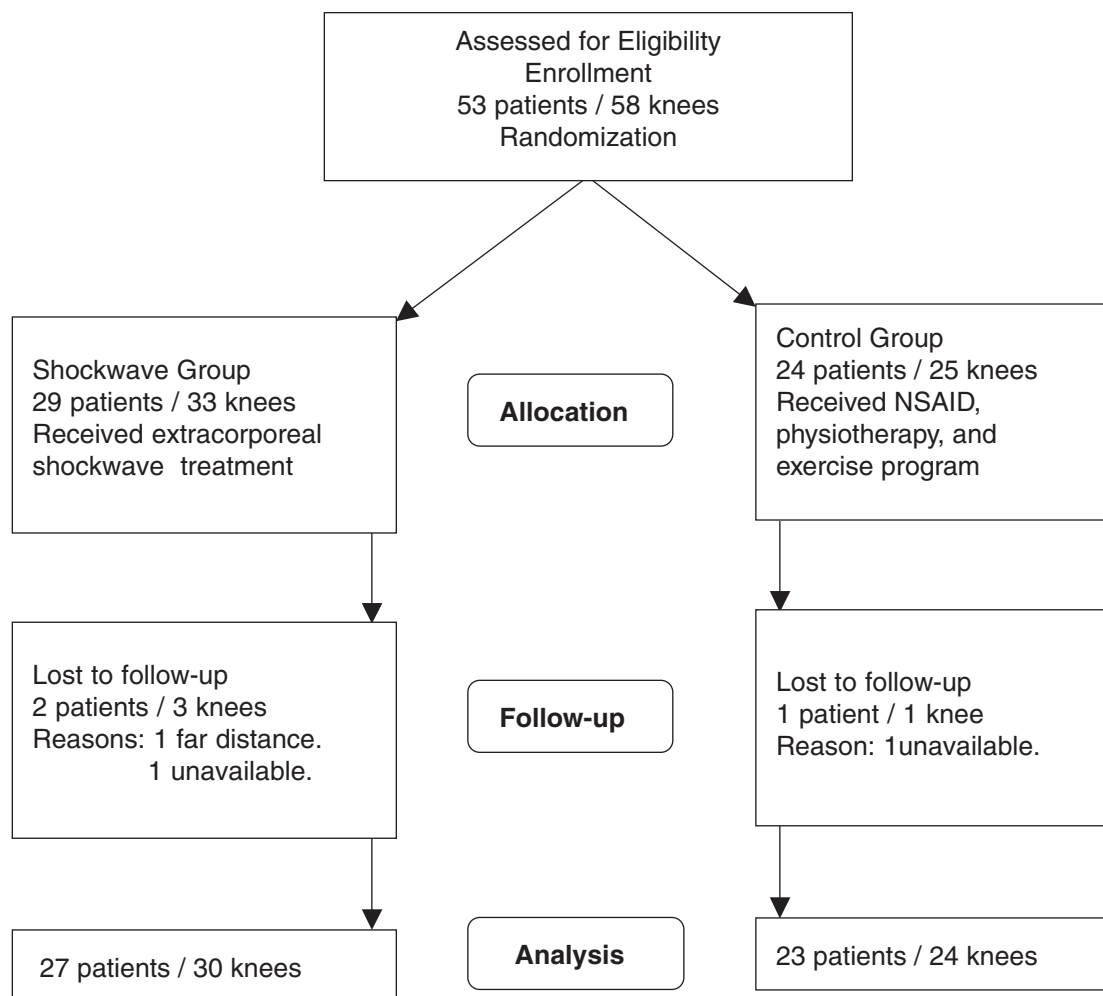 Assessed for Eligibility
Enrollment
53 patients / 58 knees
Randomization
Shockwave Group
29 patients / 33 knees
Received extracorporeal
shockwave treatment
Allocation
Control Group
24 patients / 25 knees
Received NSAID,
physiotherapy, and
exercise program
Lost to follow-up
2 patients / 3 knees
Reasons: 1 far distance.
1 unavailable.
Follow-up
Lost to follow-up
1 patient / 1 knee
Reason: 1unavailable.
27 patients / 30 knees
Analysis
23 patients / 24 knees